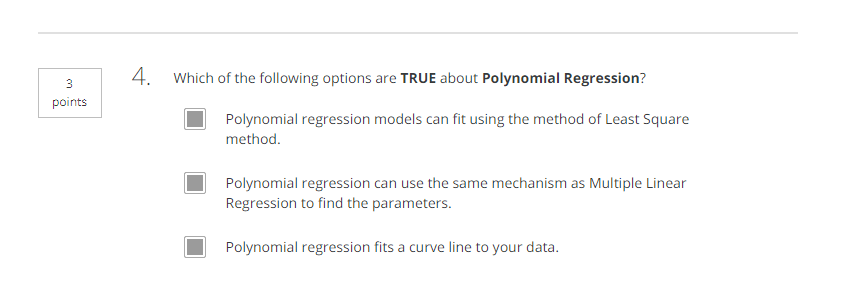 3
points
4.
Which of the following options are TRUE about Polynomial Regression?
Polynomial regression models can fit using the method of Least Square
method.
Polynomial regression can use the same mechanism as Multiple Linear
Regression to find the parameters.
Polynomial regression fits a curve line to your data.